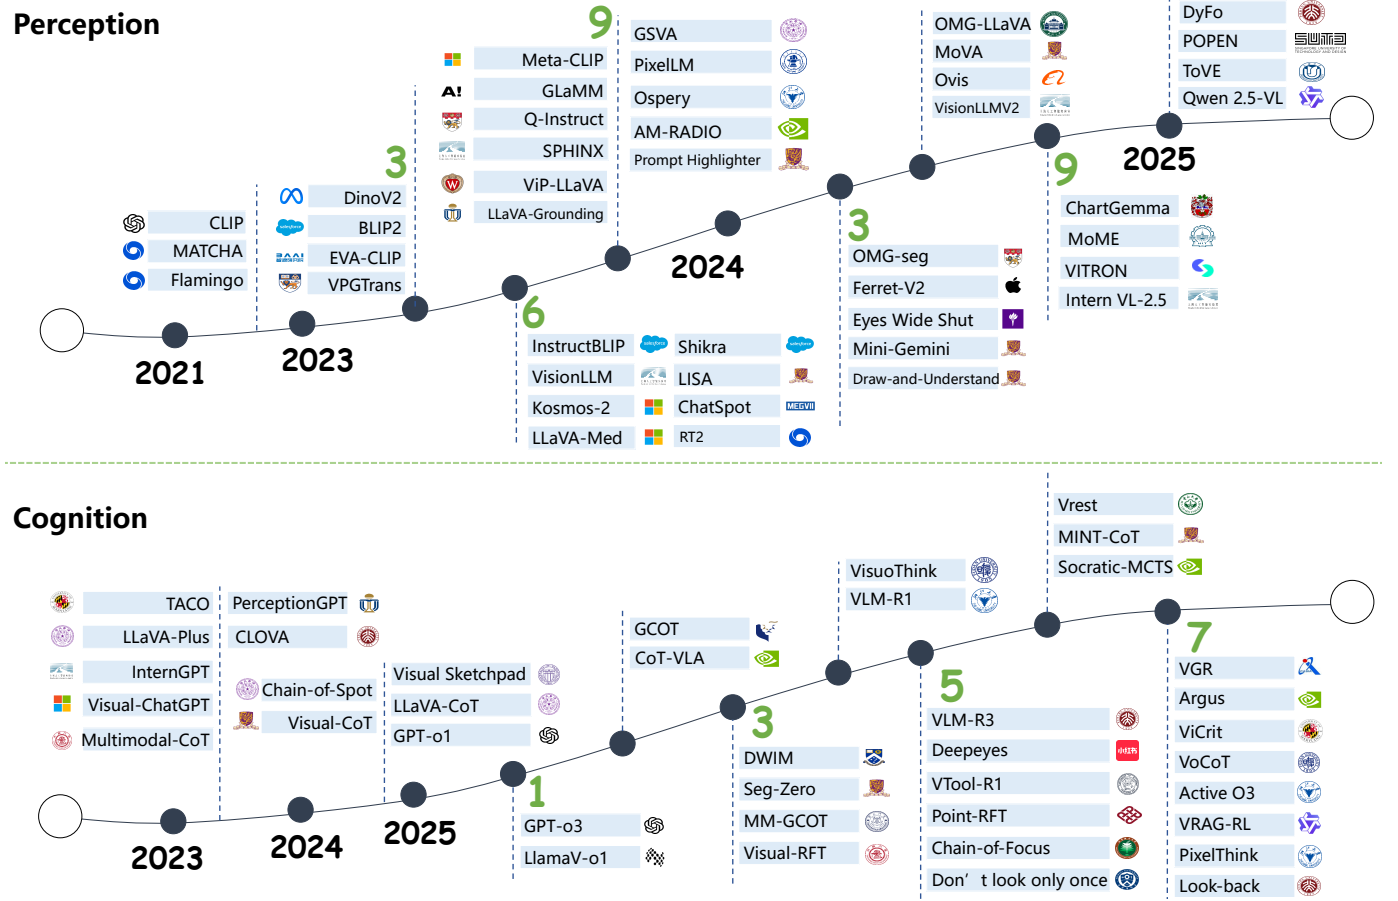 Perception
CLIP
MATCHA
Flamingo
2021
DinoV2
BLIP2
EVA-CLIP
VPGTrans
2023
3
Meta-CLIP
GLaMM
Q-Instruct
SPHINX
ViP-LLaVA
LLaVA-Grounding
6
InstructBLIP
VisionLLM
Kosmos-2
LLaVA-Med
Shikra
LISA
ChatSpot
MEGVII
RT2
9
GSVA
PixelLM
Ospery
AM-RADIO
Prompt Highlighter
2024
3
OMG-seg
Ferret-V2
Eyes Wide Shut
Mini-Gemini
Draw-and-Understand
OMG-LLaVA
MoVA
Ovis
VisionLLMV2
9
ChartGemma
MoME
VITRON
Intern VL-2.5
2025
DyFo
POPEN
ToVE
Qwen 2.5-VL
Cognition
TACO
LLaVA-Plus
InternGPT
Visual-ChatGPT
Multimodal-CoT
2023
PerceptionGPT
CLOVA
Chain-of-Spot
Visual-CoT
2024
Visual Sketchpad
LLaVA-CoT
GPT-o1
2025
1
GPT-o3
LlamaV-o1
GCOT
CoT-VLA
3
DWIM
Seg-Zero
MM-GCOT
Visual-RFT
VisuoThink
VLM-R1
5
VLM-R3
Deepeyes
小红书
VTool-R1
Point-RFT
Chain-of-Focus
Don’t look only once
Vrest
MINT-CoT
Socratic-MCTS
7
VGR
Argus
ViCrit
VoCoT
Active O3
VRAG-RL
PixelThink
Look-back